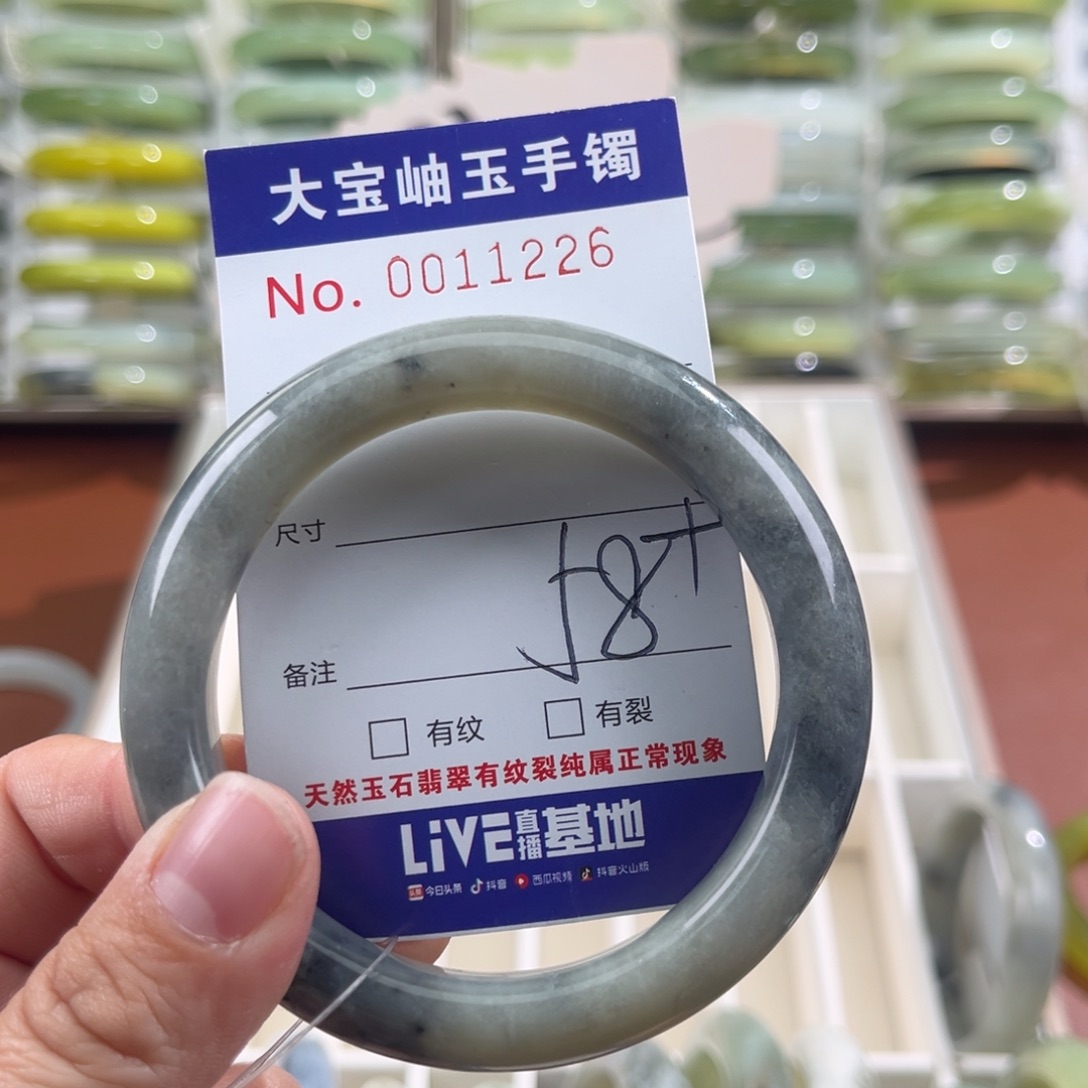 大宝岫玉手镯
No. 0011226
尺寸
58+
备注
有纹 有裂
天然玉石翡翠有纹裂纯属正常现象
LiVE直播基地
今日头条 抖音 西瓜视频 抖音火山版